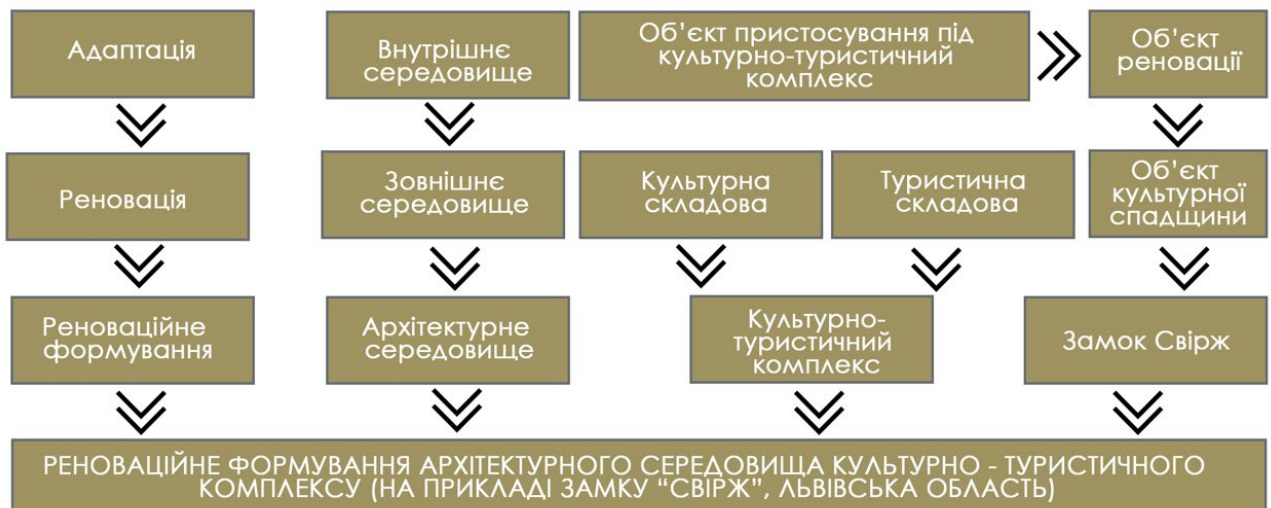 Адаптація
Внутрішнє
середовище
Об’єкт пристосування під
культурно-туристичний
комплекс
Об’єкт
реновації
Реновація
Зовнішнє
середовище
Культурна
складова
Туристична
складова
Об’єкт
культурної
спадщини
Реноваційне
формування
Архітектурне
середовище
Культурно-
туристичний
комплекс
Замок Свірж
РЕНОВАЦІЙНЕ ФОРМУВАННЯ АРХІТЕКТУРНОГО СЕРЕДОВИЩА КУЛЬТУРНО - ТУРИСТИЧНОГО
КОМПЛЕКСУ (НА ПРИКЛАДІ ЗАМКУ “СВІРЖ”, ЛЬВІВСЬКА ОБЛАСТЬ)